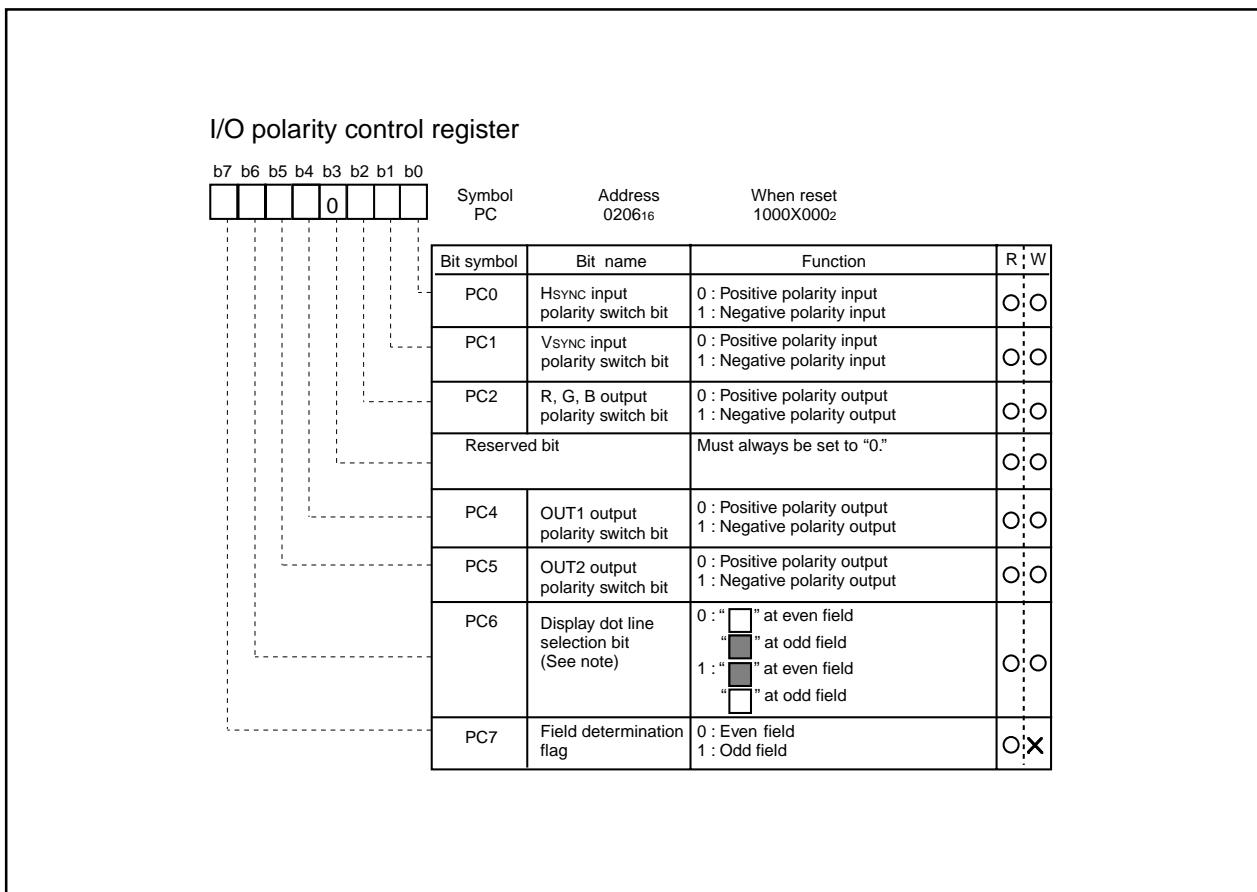 I/O polarity control register
b7 b6 b5 b4 b3 b2 b1 b0
0
Symbol Address When reset
PC 020616 1000X0002
Bit symbol Bit name Function R W
PC0 HSYNC input 0 : Positive polarity input
polarity switch bit 1 : Negative polarity input
PC1 VSYNC input 0 : Positive polarity input
polarity switch bit 1 : Negative polarity input
PC2 R, G, B output 0 : Positive polarity output
polarity switch bit 1 : Negative polarity output
Reserved bit Must always be set to “0.”
PC4 OUT1 output 0 : Positive polarity output
polarity switch bit 1 : Negative polarity output
PC5 OUT2 output 0 : Positive polarity output
polarity switch bit 1 : Negative polarity output
PC6 Display dot line 0 : “ ” at even field
selection bit “ ” at odd field
(See note) 1 : “ ” at even field
“ ” at odd field
PC7 Field determination 0 : Even field
flag 1 : Odd field